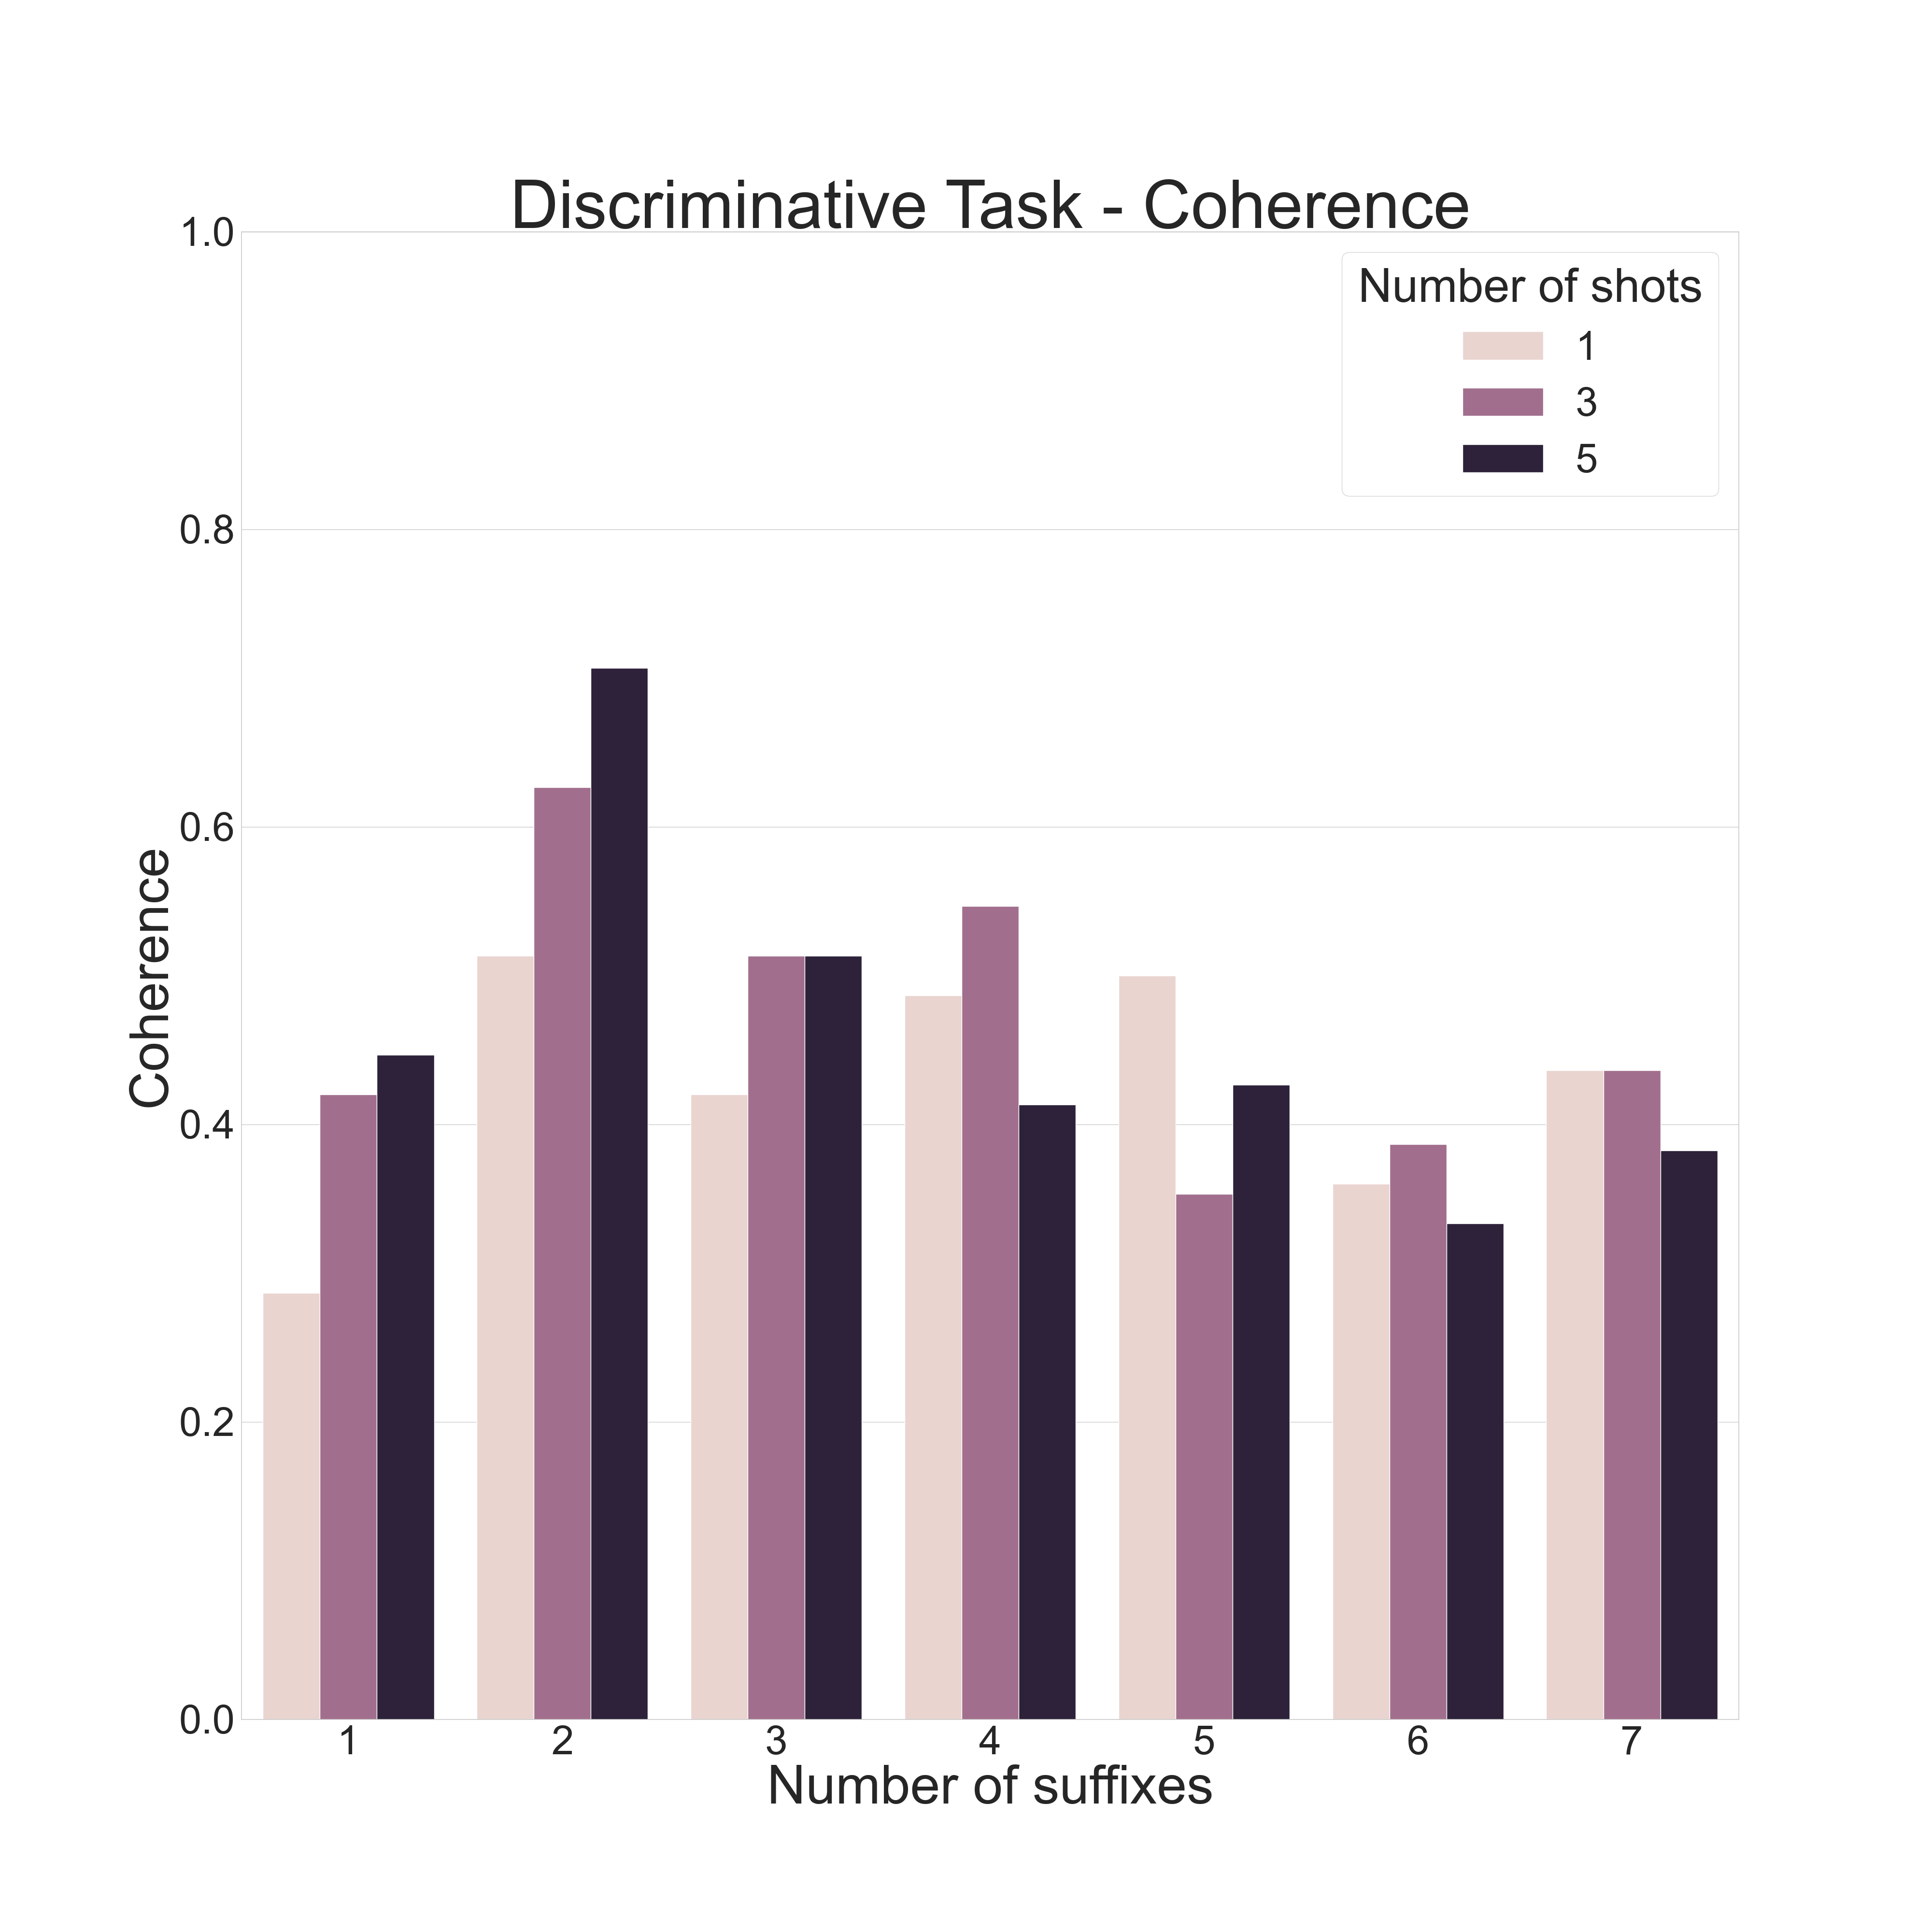 Discriminative Task - Coherence
1.0
0.8
0.6
0.4
0.2
0.0
Coherence
Number of shots
1
3
5
1 2 3 4 5 6 7
Number of suffixes